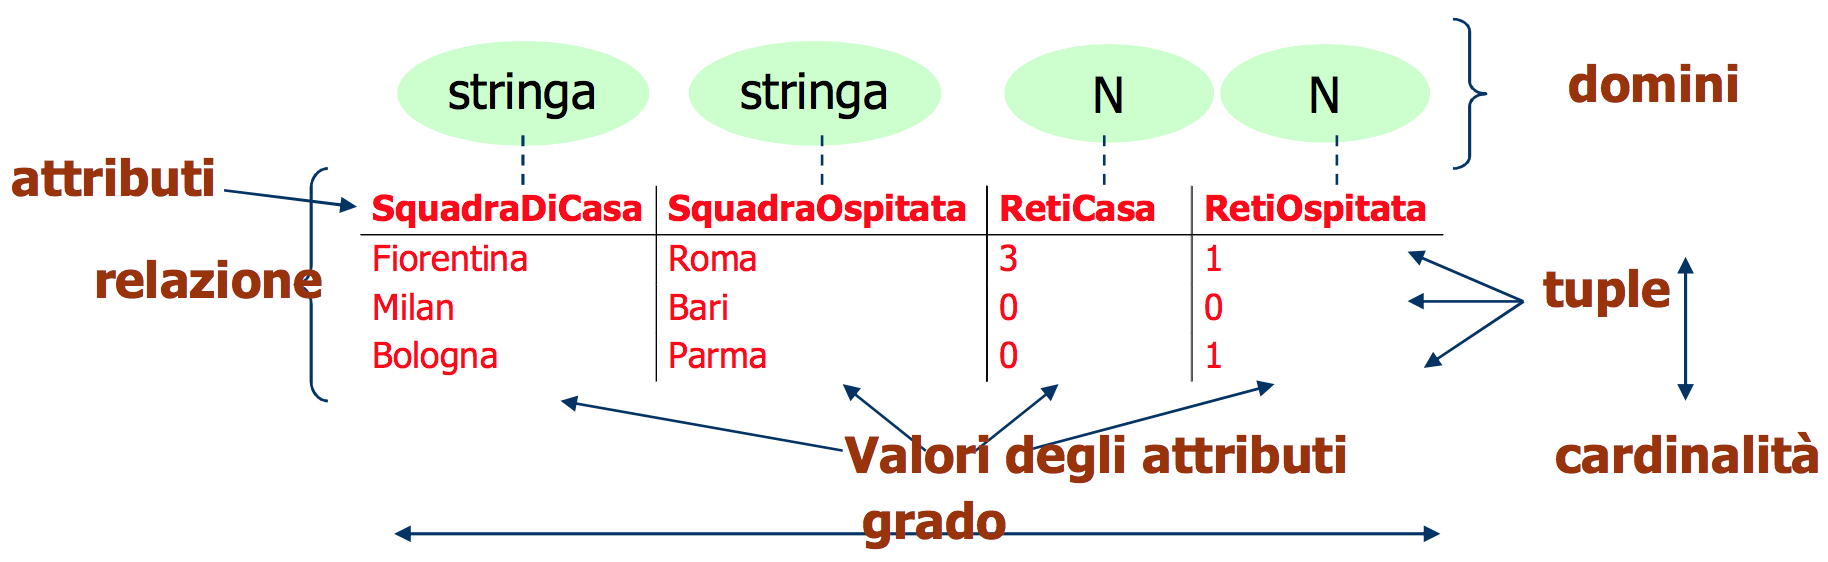 stringa stringa N N domini
attributi
SquadraDiCasa SquadraOspitata RetiCasa RetiOspitata
relazione
Fiorentina Roma 3 1
Milan Bari 0 0
Bologna Parma 0 1
tuple
Valori degli attributi
cardinalità
grado